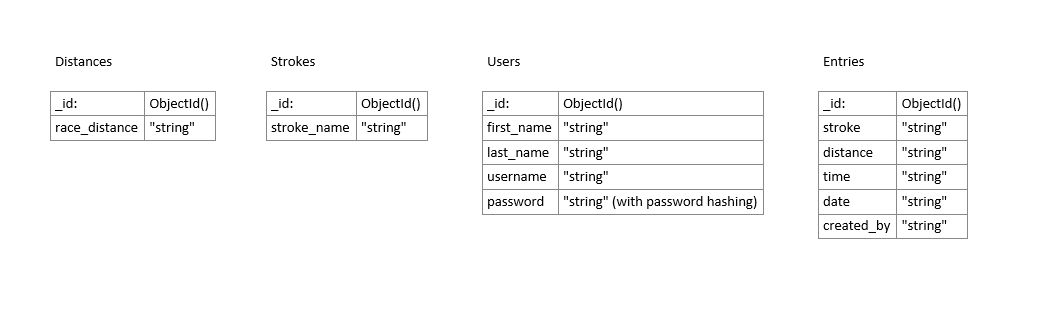 Distances
_id: ObjectId()
race_distance "string"
Strokes
_id: ObjectId()
stroke_name "string"
Users
_id: ObjectId()
first_name "string"
last_name "string"
username "string"
password "string" (with password hashing)
Entries
_id: ObjectId()
stroke "string"
distance "string"
time "string"
date "string"
created_by "string"